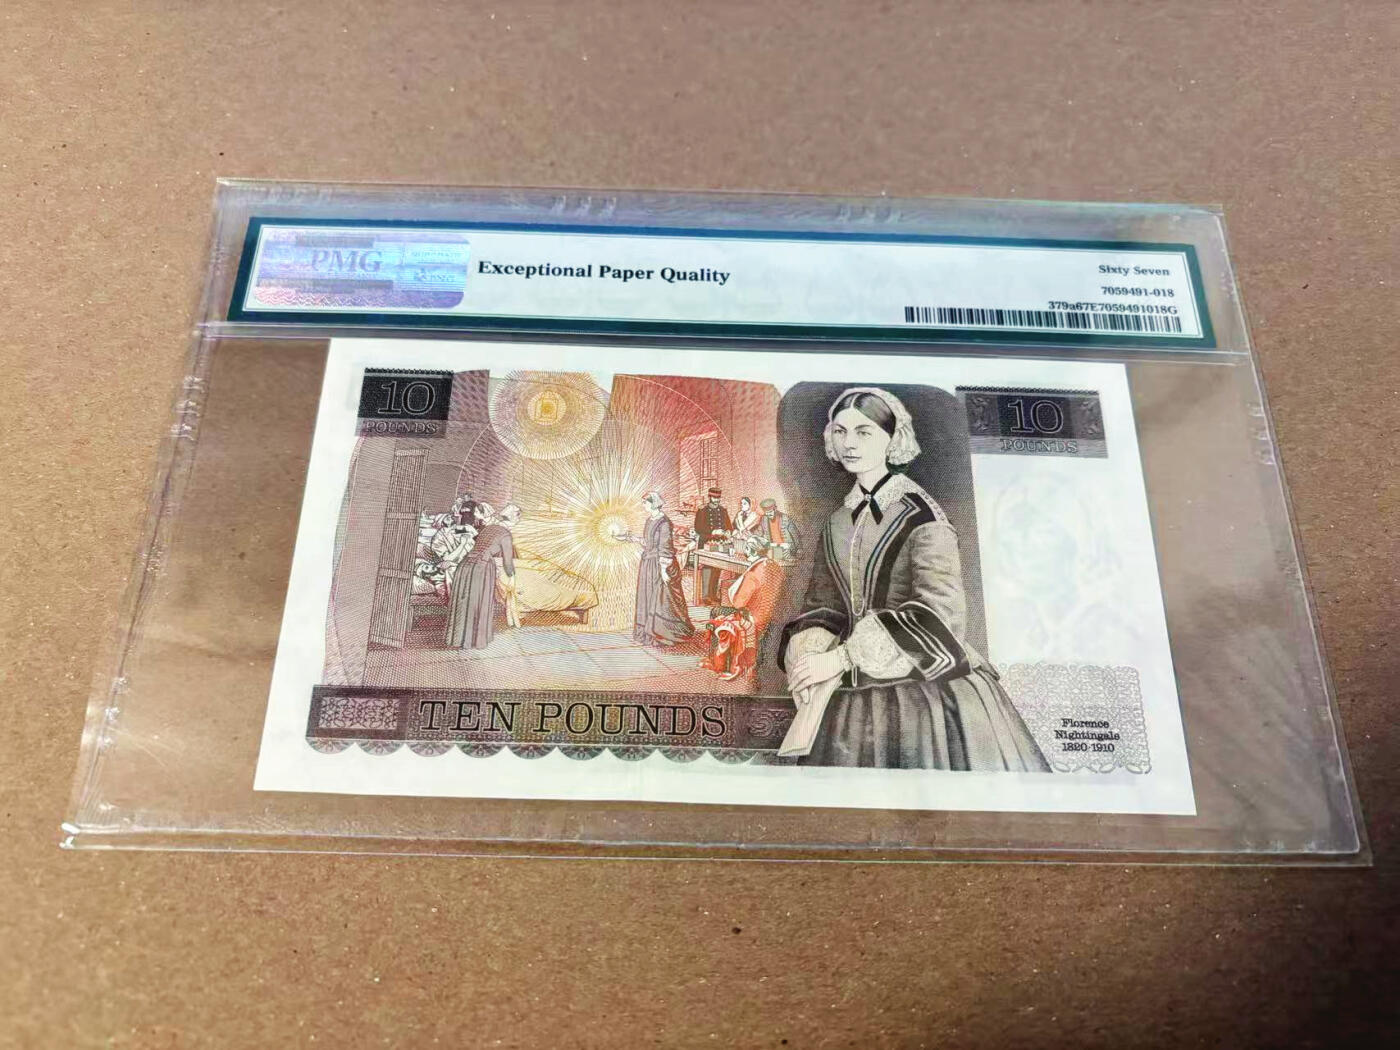 PMG
Exceptional Paper Quality
Sixty Seven
7059491-018
379a67E7059491018G
10
POUNDS
10
POUNDS
TEN POUNDS
Florence
Nightingale
1820-1910